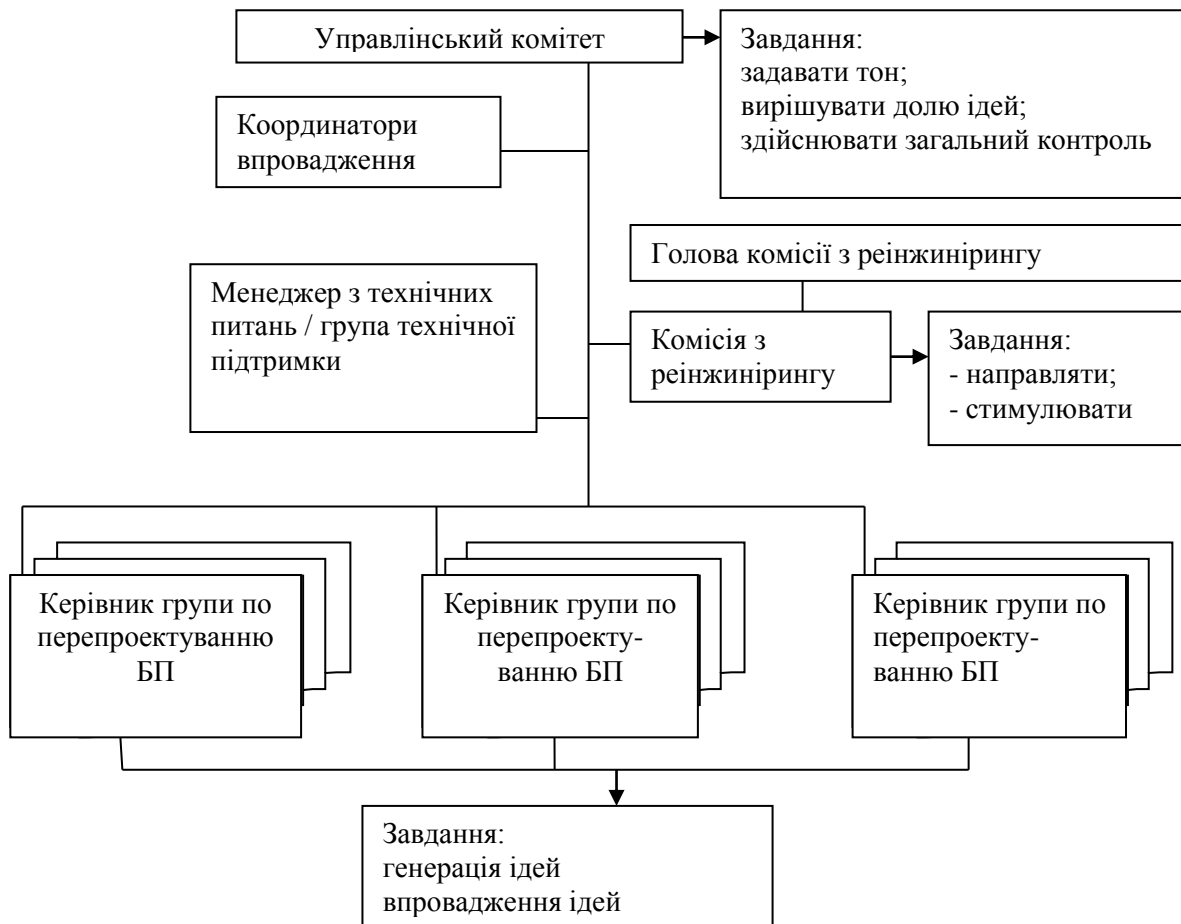 Управлінський комітет
Завдання:
задавати тон;
вирішувати долю ідей;
здійснювати загальний контроль
Координатори
впровадження
Голова комісії з реінжинірингу
Менеджер з технічних
питань / група технічної
підтримки
Комісія з
реінжинірингу
Завдання:
- направляти;
- стимулювати
Керівник групи по
перепроектуванню
БП
Керівник групи по
перепроекту-
ванню БП
Керівник групи по
перепроекту-
ванню БП
Завдання:
генерація ідей
впровадження ідей